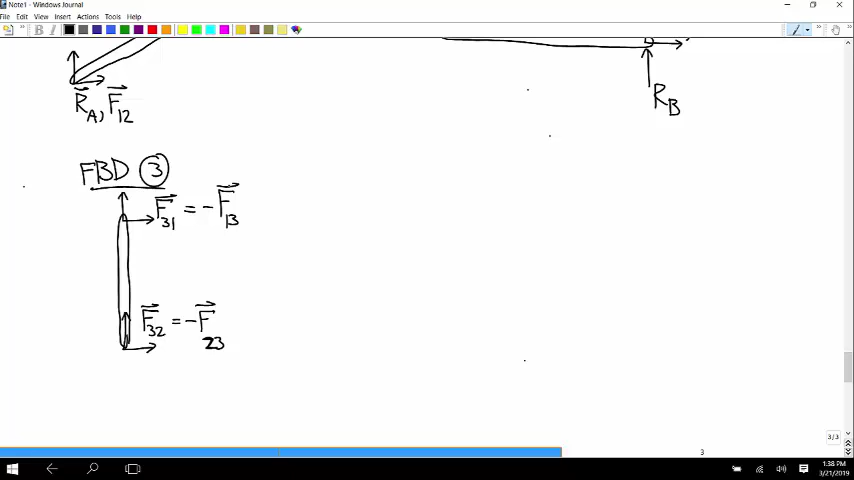 Note1 - Windows Journal
File Edit View Insert Actions Tools Help
B I
R_A, F_12
R_B
FBD ③
F_31 = -F_13
F_32 = -F_23
3/3
3
1:38 PM
3/21/2019